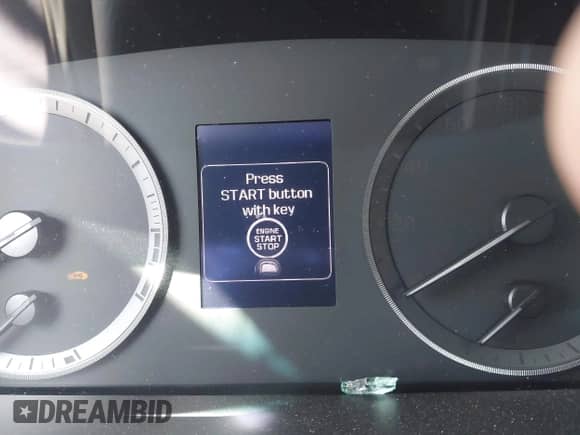 Press
START button
with key
ENGINE
START
STOP
DREAMBID